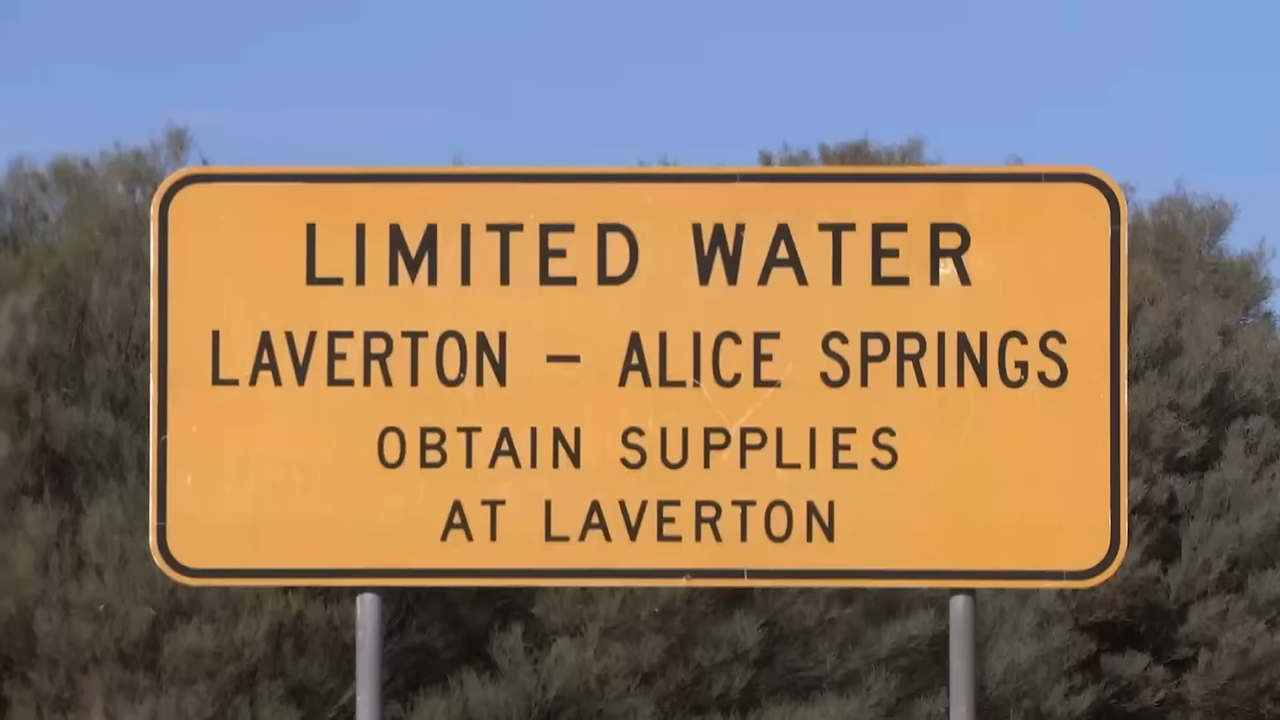 LIMITED WATER
LAVERTON – ALICE SPRINGS
OBTAIN SUPPLIES
AT LAVERTON